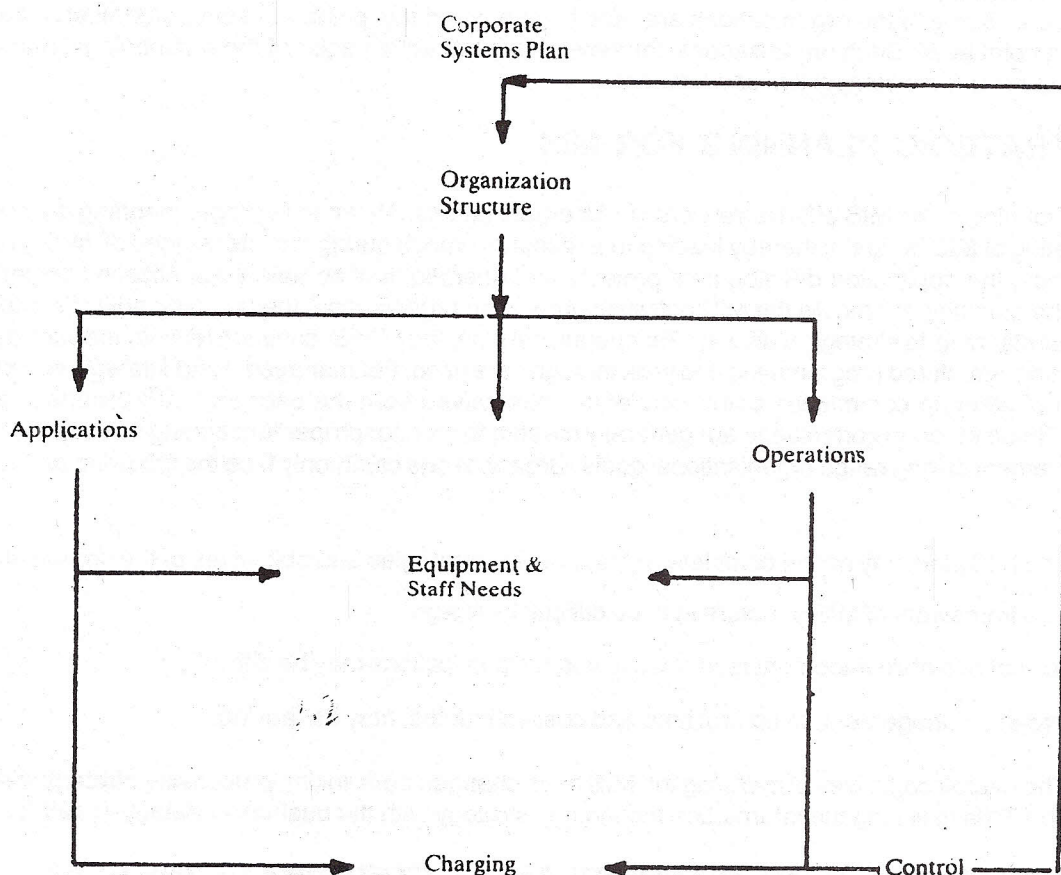 Corporate
Systems Plan
Organization
Structure
Applications
Operations
Equipment &
Staff Needs
Charging
Control